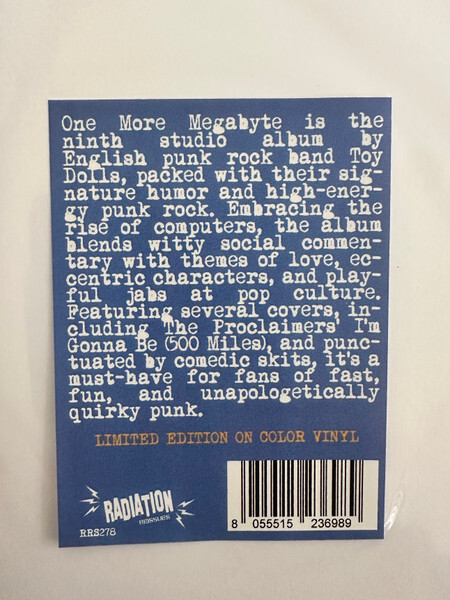 One More Megabyte is the
ninth studio album by
English punk rock band Toy
Dolls, packed with their sig-
nature humor and high-ener-
gy punk rock. Embracing the
rise of computers, the album
blends witty social commen-
tary with themes of love, ec-
centric characters, and play-
ful jabs at pop culture.
Featuring several covers, in-
cluding The Proclaimers' I'm
Gonna Be (500 Miles), and punc-
tuated by comedic skits, it's a
must-have for fans of fast,
fun, and unapologetically
quirky punk.
LIMITED EDITION ON COLOR VINYL
RADIATION
REISSUES
RRS278
8 055515 236989